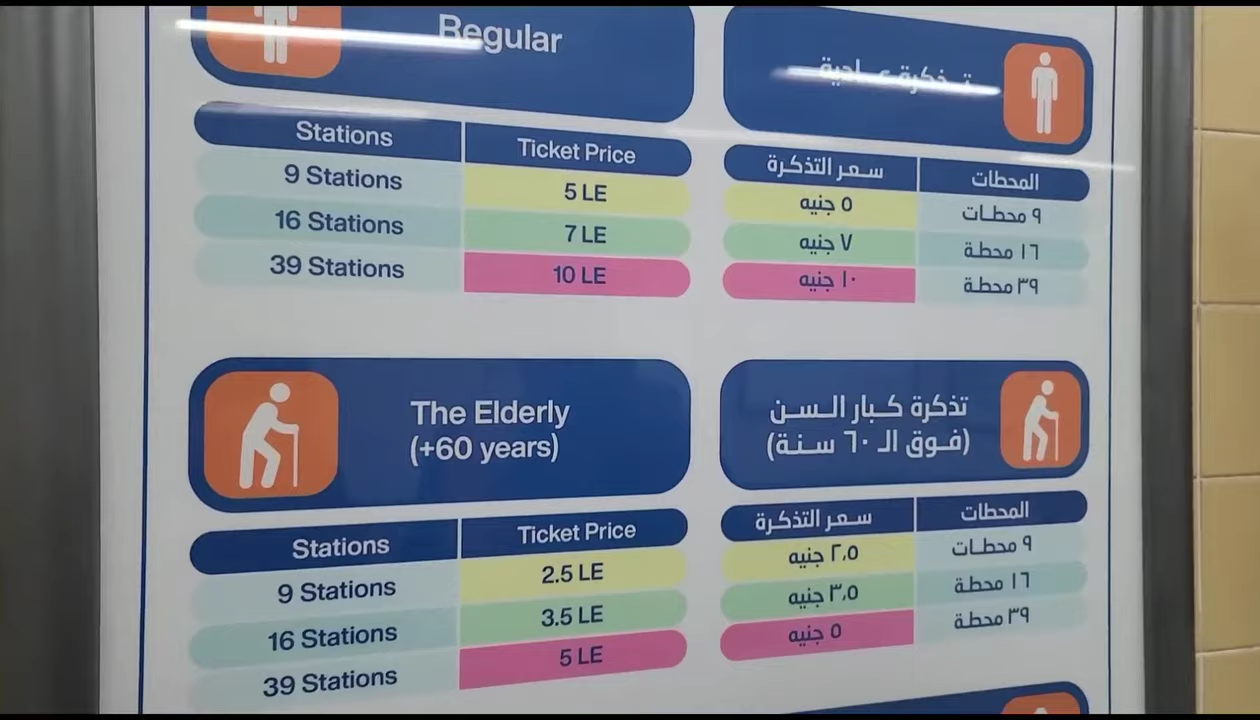 Regular
تذكرة عادية
Stations Ticket Price
9 Stations 5 LE
16 Stations 7 LE
39 Stations 10 LE
المحطات سعر التذكرة
٩ محطات ٥ جنيه
١٦ محطة ٧ جنيه
٣٩ محطة ١٠ جنيه
The Elderly
(+60 years)
تذكرة كبار السن
(فوق الـ ٦٠ سنة)
Stations Ticket Price
9 Stations 2.5 LE
16 Stations 3.5 LE
39 Stations 5 LE
المحطات سعر التذكرة
٩ محطات ٢,٥ جنيه
١٦ محطة ٣,٥ جنيه
٣٩ محطة ٥ جنيه